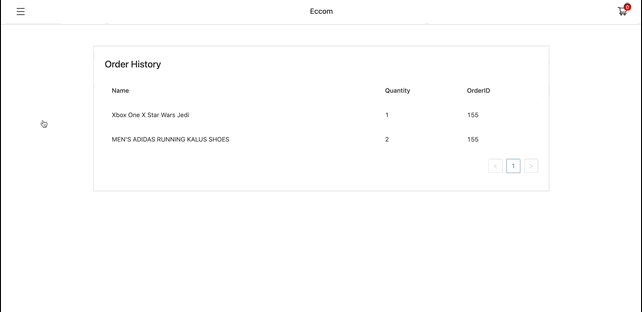 Eccom
0
Order History
Name Quantity OrderID
Xbox One X Star Wars Jedi 1 155
MEN'S ADIDAS RUNNING KALUS SHOES 2 155
< 1 >